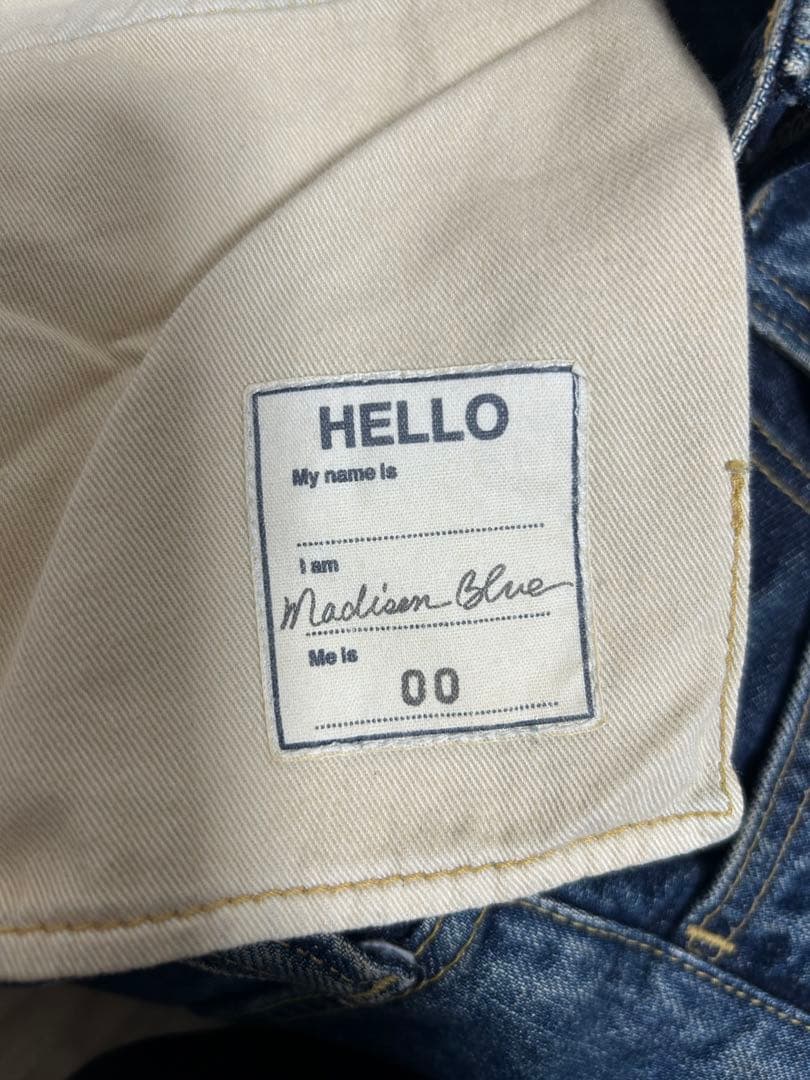 HELLO
My name is
I am
Madison Blue
Me is
00